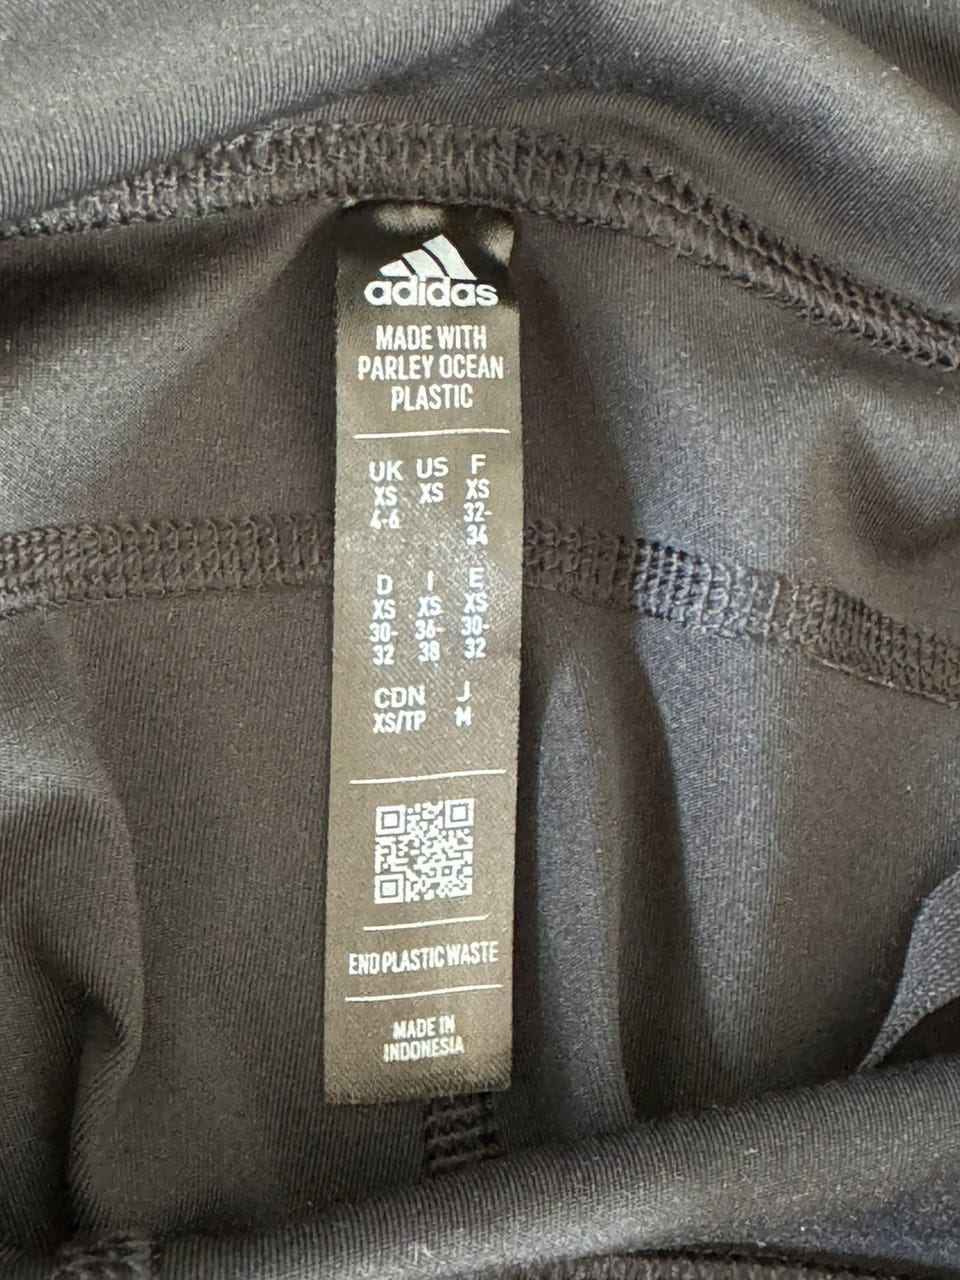 adidas
MADE WITH
PARLEY OCEAN
PLASTIC
UK US F
XS XS XS
4-6 32-
34
D I E
XS XS XS
30- 36- 30-
32 38 32
CDN J
XS/TP M
END PLASTIC WASTE
MADE IN
INDONESIA